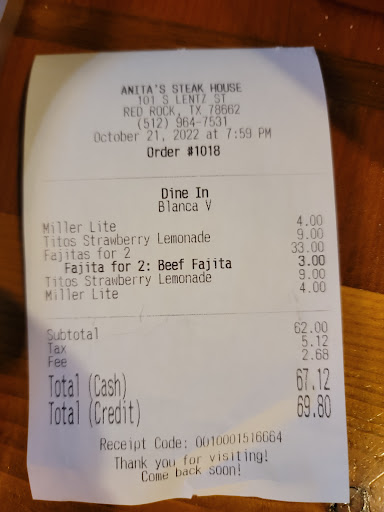 ANITA'S STEAK HOUSE
101 S LENTZ ST
RED ROCK, TX 78662
(512) 964-7531
October 21, 2022 at 7:59 PM
Order #1018
Dine In
Blanca V
Miller Lite 4.00
Titos Strawberry Lemonade 9.00
Fajitas for 2 33.00
Fajita for 2: Beef Fajita 3.00
Titos Strawberry Lemonade 9.00
Miller Lite 4.00
Subtotal 62.00
Tax 5.12
Fee 2.68
Total (Cash) 67.12
Total (Credit) 69.80
Receipt Code: 0010001516664
Thank you for visiting!
Come back soon!